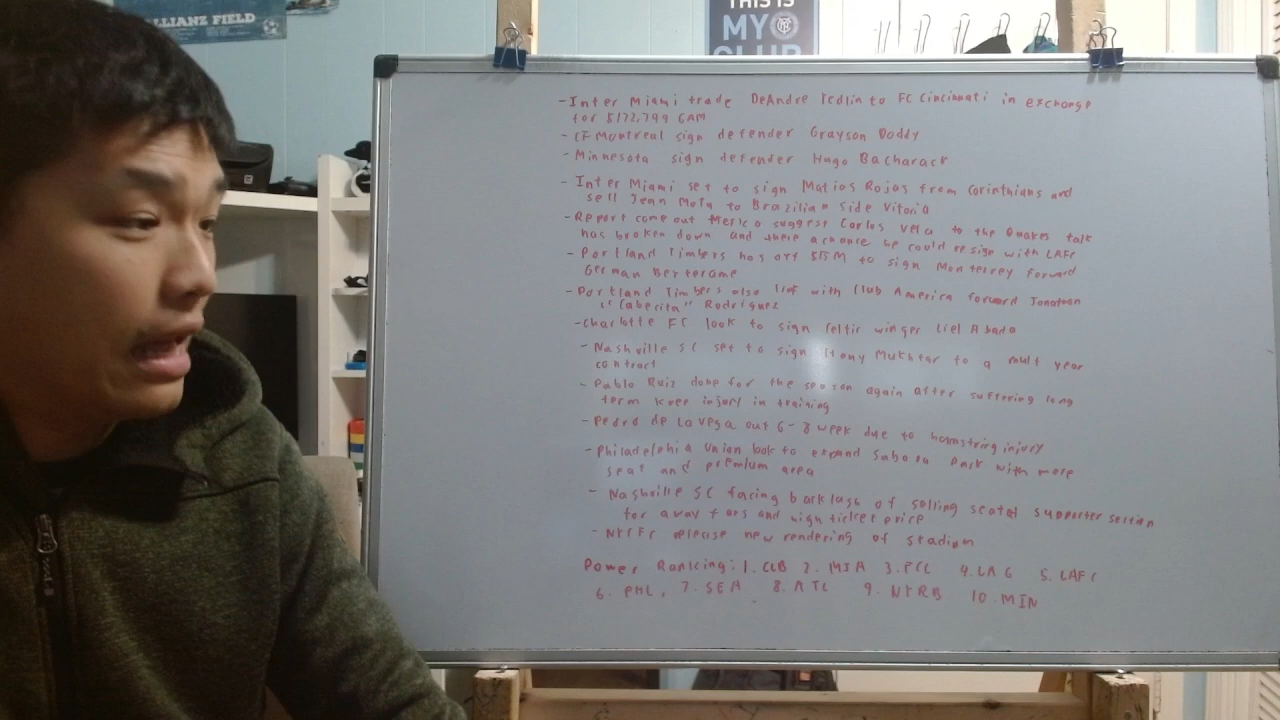 ALLIANZ FIELD
THIS IS
MY
CLUB
- Inter Miami trade DeAndre Yedlin to FC Cincinnati in exchange
for $172,799 GAM
- CF Montreal sign defender Grayson Doddy
- Minnesota sign defender Hugo Bacharack
- Inter Miami set to sign Matios Rojas from Corinthians and
sell Jean Mota to Brazilian side Vitoria
- Report come out Mexico suggest Carlos Vela to the Quakes talk
has broken down and there a chance he could resign with LAFC
- Portland Timbers has off $15M to sign Monterrey forward
German Berterame
- Portland Timbers also link with Club America forward Jonatan
"Cabecita" Rodriguez
- Charlotte FC look to sign Celtic winger Liel Abada
- Nashville SC set to sign Hany Mukhtar to a mult year
contract
- Pablo Ruiz done for the season again after suffering long
term knee injury in training
- Pedro de La Vega out 6-8 week due to hamstring injury
- Philadelphia Union look to expand Subaru Park with more
seat and premium area
- Nashville SC facing backlash of selling seatof supporter section
for away fans and high ticket price
- NYCFC release new rendering of stadium
Power Ranking: 1. CLB 2. MIA 3. FCC 4. LAG 5. LAFC
6. PHL, 7. SEA 8. ATL 9. NYRB 10. MIN